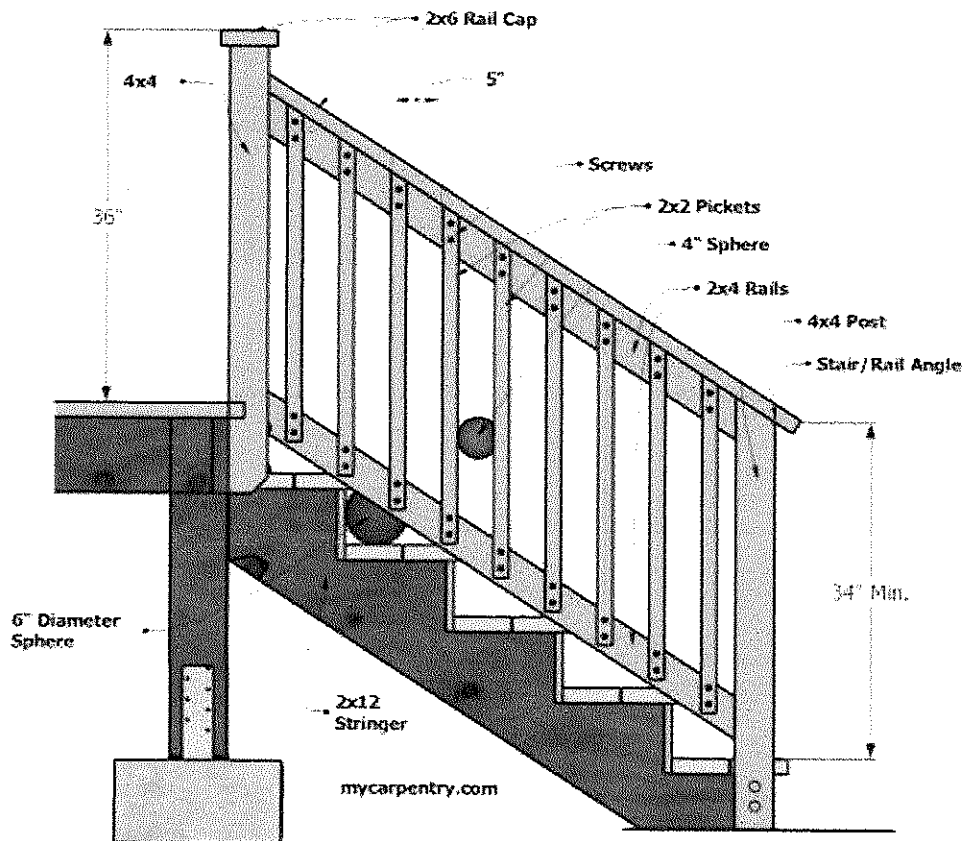 2x6 Rail Cap
4x4
5"
Screws
36"
2x2 Pickets
4" Sphere
2x4 Rails
4x4 Post
Stair/Rail Angle
34" Min.
6" Diameter
Sphere
2x12
Stringer
mycarpentry.com